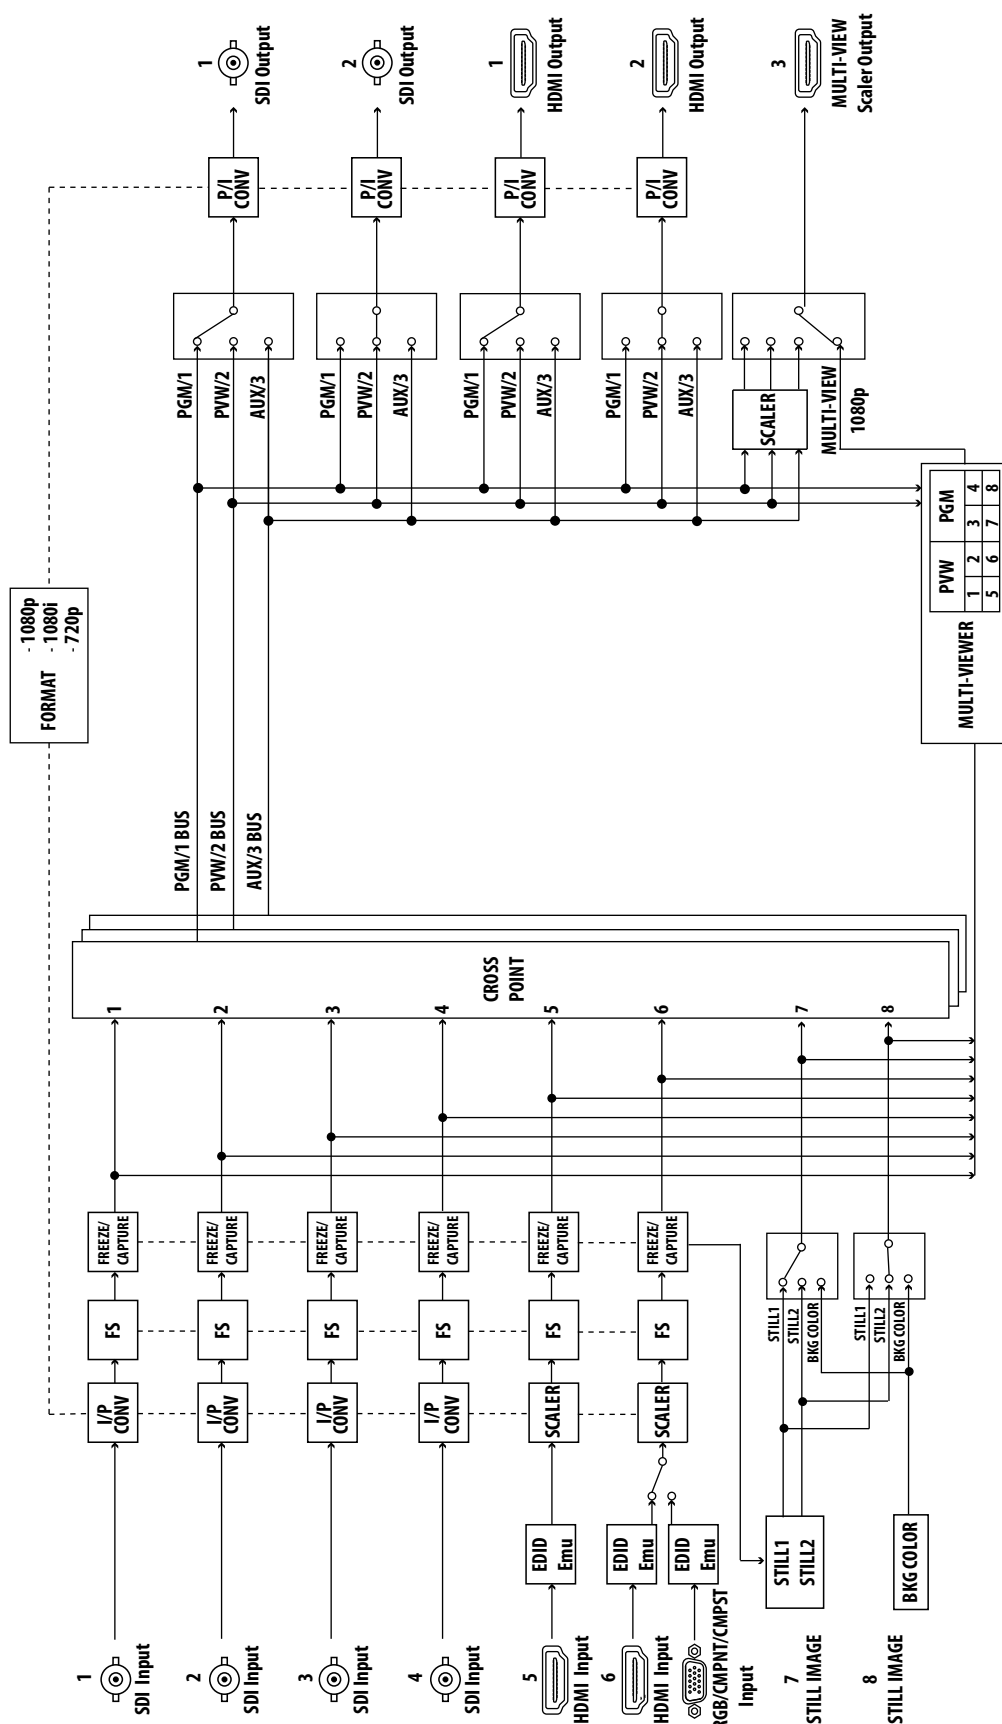 1
SDI Input
2
SDI Input
3
SDI Input
4
SDI Input
5
HDMI Input
6
HDMI Input
RGB/CMPNT/CMPST
Input
7
STILL IMAGE
8
STILL IMAGE
EDID
Emu
EDID
Emu
EDID
Emu
STILL1
STILL2
BKG COLOR
I/P
CONV
I/P
CONV
I/P
CONV
I/P
CONV
SCALER
SCALER
FS
FS
FS
FS
FS
FS
FREEZE/
CAPTURE
FREEZE/
CAPTURE
FREEZE/
CAPTURE
FREEZE/
CAPTURE
FREEZE/
CAPTURE
FREEZE/
CAPTURE
STILL1
STILL2
BKG COLOR
STILL1
STILL2
BKG COLOR
1
2
3
4
5
6
7
8
CROSS
POINT
PGM/1 BUS
PVW/2 BUS
AUX/3 BUS
FORMAT
- 1080p
- 1080i
- 720p
MULTI-VIEWER
PVW
PGM
1 2 3 4
5 6 7 8
PGM/1
PVW/2
AUX/3
PGM/1
PVW/2
AUX/3
PGM/1
PVW/2
AUX/3
PGM/1
PVW/2
AUX/3
SCALER
MULTI-VIEW
1080p
P/I
CONV
P/I
CONV
P/I
CONV
P/I
CONV
1
SDI Output
2
SDI Output
1
HDMI Output
2
HDMI Output
3
MULTI-VIEW
Scaler Output